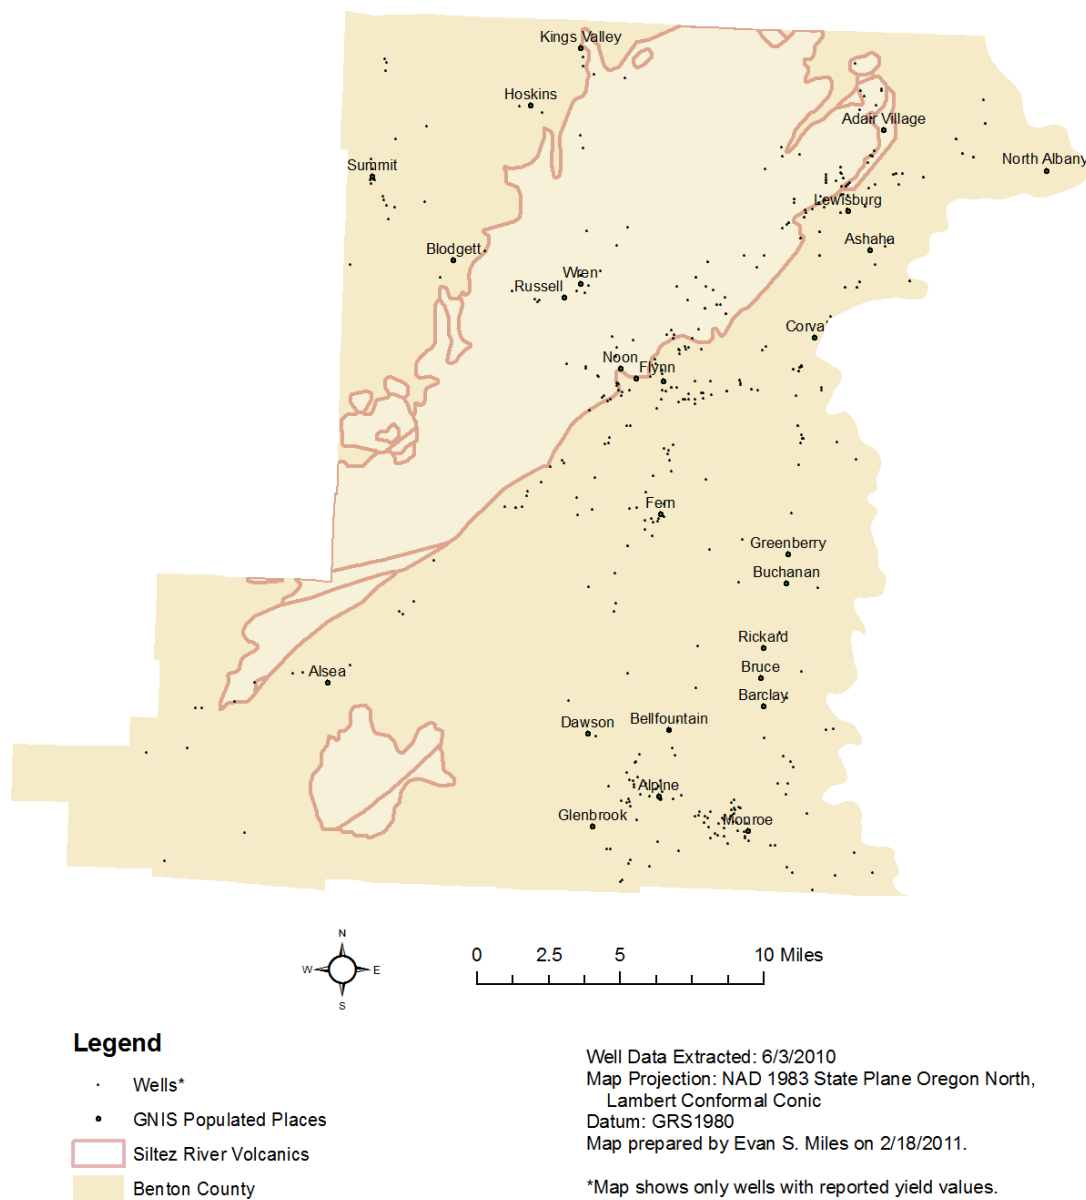 Kings Valley
Hoskins
Adair Village
North Albany
Summit
Lewisburg
Ashaha
Blodgett
Wren
Russell
Corva
Noon
Flynn
Fern
Greenberry
Buchanan
Rickard
Bruce
Alsea
Barclay
Dawson
Bellfountain
Alpine
Glenbrook
Monroe
N
W
E
S
0 2.5 5 10 Miles
Legend
Wells*
GNIS Populated Places
Siltez River Volcanics
Benton County
Well Data Extracted: 6/3/2010
Map Projection: NAD 1983 State Plane Oregon North,
Lambert Conformal Conic
Datum: GRS1980
Map prepared by Evan S. Miles on 2/18/2011.
*Map shows only wells with reported yield values.